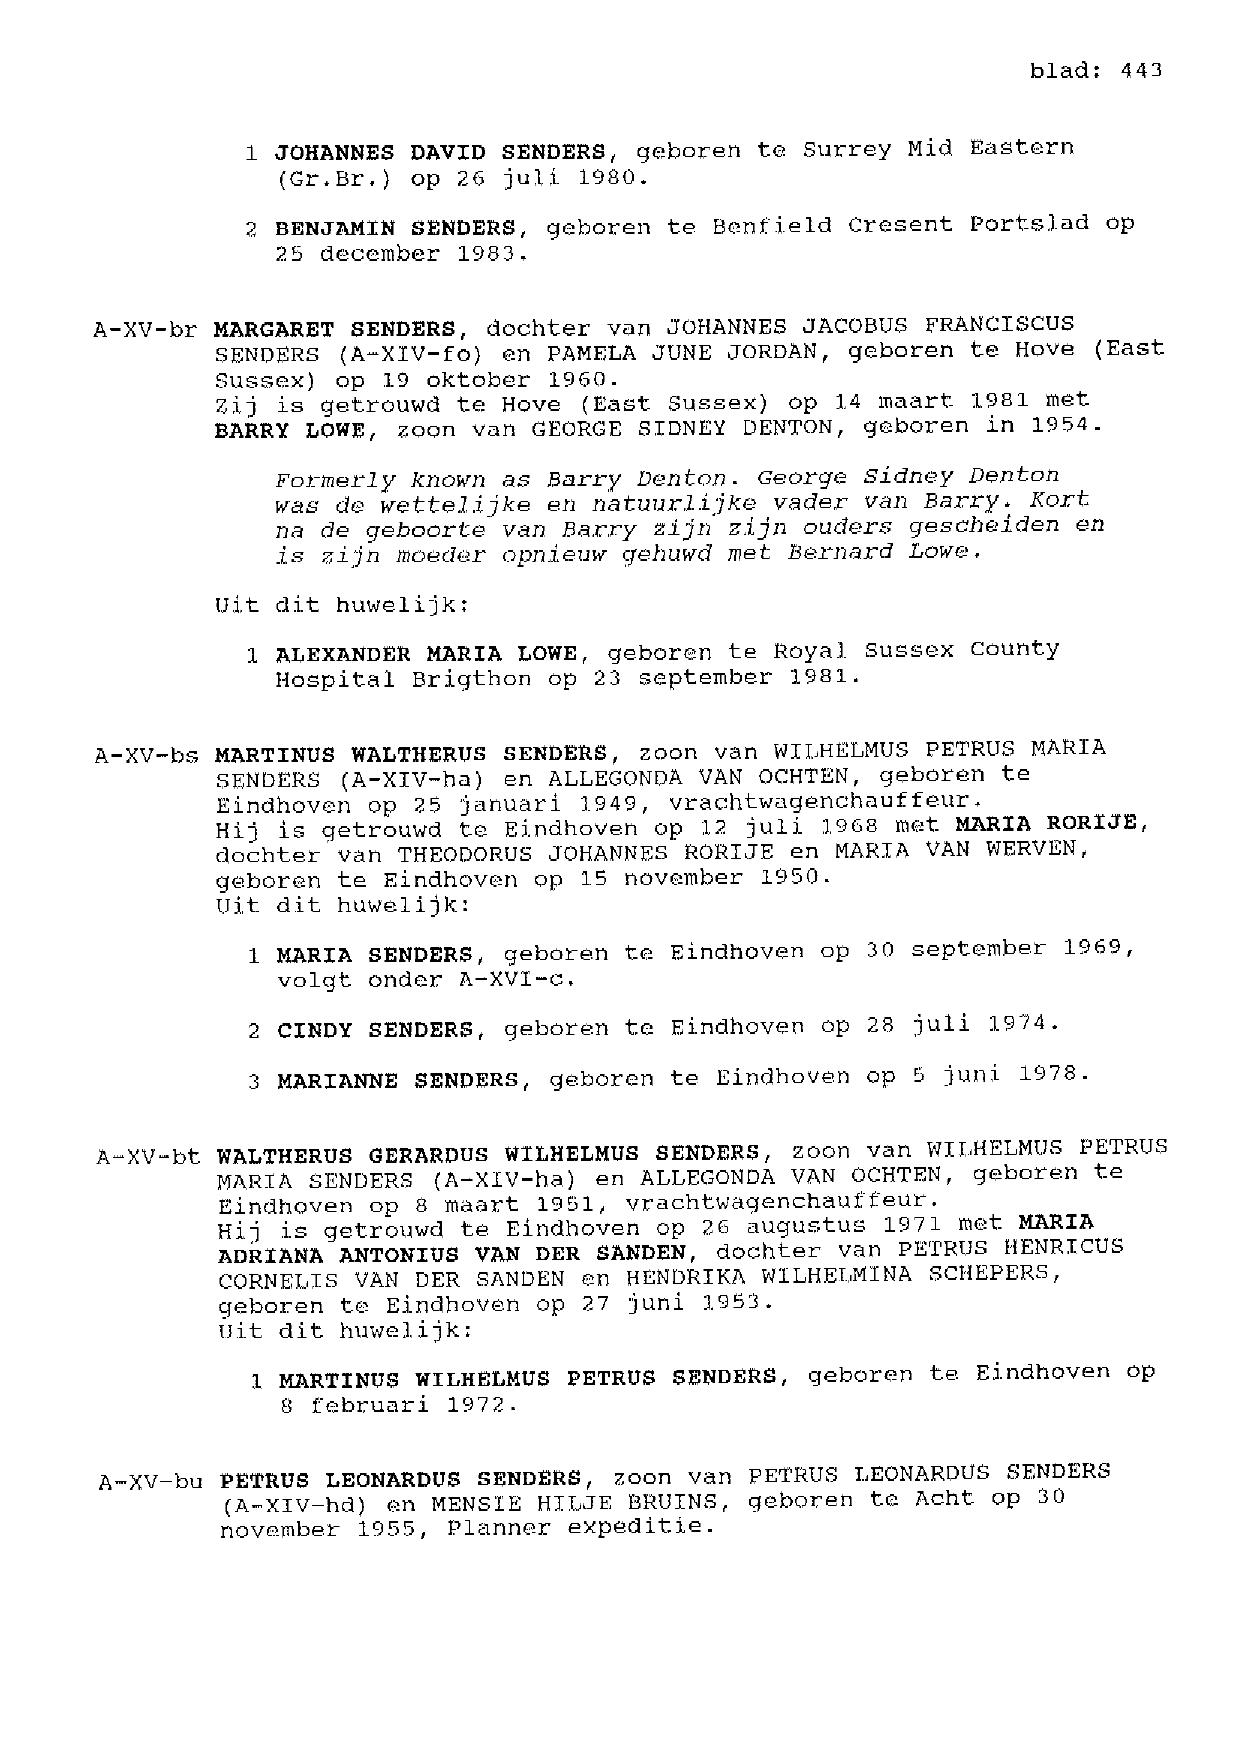 blad: 443
1 JOHANNES DAVID SENDERS, geboren te Surrey Mid Eastern
(Gr.Br.) op 26 juli 1980.
2 BENJAMIN SENDERS, geboren te Benfield Cresent Portslad op
25 december 1983.
A-XV-br MARGARET SENDERS, dochter van JOHANNES JACOBUS FRANCISCUS
SENDERS (A-XIV-fo) en PAMELA JUNE JORDAN, geboren te Hove (East
Sussex) op 19 oktober 1960.
Zij is getrouwd te Hove (East Sussex) op 14 maart 1981 met
BARRY LOWE, zoon van GEORGE SIDNEY DENTON, geboren in 1954.
Formerly known as Barry Denton. George Sidney Denton
was de wettelijke en natuurlijke vader van Barry. Kort
na de geboorte van Barry zijn zijn ouders gescheiden en
is zijn moeder opnieuw gehuwd met Bernard Lowe.
Uit dit huwelijk:
1 ALEXANDER MARIA LOWE, geboren te Royal Sussex County
Hospital Brigthon op 23 september 1981.
A-XV-bs MARTINUS WALTHERUS SENDERS, zoon van WILHELMUS PETRUS MARIA
SENDERS (A-XIV-ha) en ALLEGONDA VAN OCHTEN, geboren te
Eindhoven op 25 januari 1949, vrachtwagenchauffeur.
Hij is getrouwd te Eindhoven op 12 juli 1968 met MARIA RORIJE,
dochter van THEODORUS JOHANNES RORIJE en MARIA VAN WERVEN,
geboren te Eindhoven op 15 november 1950.
Uit dit huwelijk:
1 MARIA SENDERS, geboren te Eindhoven op 30 september 1969,
volgt onder A-XVI-c.
2 CINDY SENDERS, geboren te Eindhoven op 28 juli 1974.
3 MARIANNE SENDERS, geboren te Eindhoven op 5 juni 1978.
A-XV-bt WALTHERUS GERARDUS WILHELMUS SENDERS, zoon van WILHELMUS PETRUS
MARIA SENDERS (A-XIV-ha) en ALLEGONDA VAN OCHTEN, geboren te
Eindhoven op 8 maart 1951, vrachtwagenchauffeur.
Hij is getrouwd te Eindhoven op 26 augustus 1971 met MARIA
ADRIANA ANTONIUS VAN DER SANDEN, dochter van PETRUS HENRICUS
CORNELIS VAN DER SANDEN en HENDRIKA WILHELMINA SCHEPERS,
geboren te Eindhoven op 27 juni 1953.
Uit dit huwelijk:
1 MARTINUS WILHELMUS PETRUS SENDERS, geboren te Eindhoven op
8 februari 1972.
A-XV-bu PETRUS LEONARDUS SENDERS, zoon van PETRUS LEONARDUS SENDERS
(A-XIV-hd) en MENSIE HILJE BRUINS, geboren te Acht op 30
november 1955, Planner expeditie.